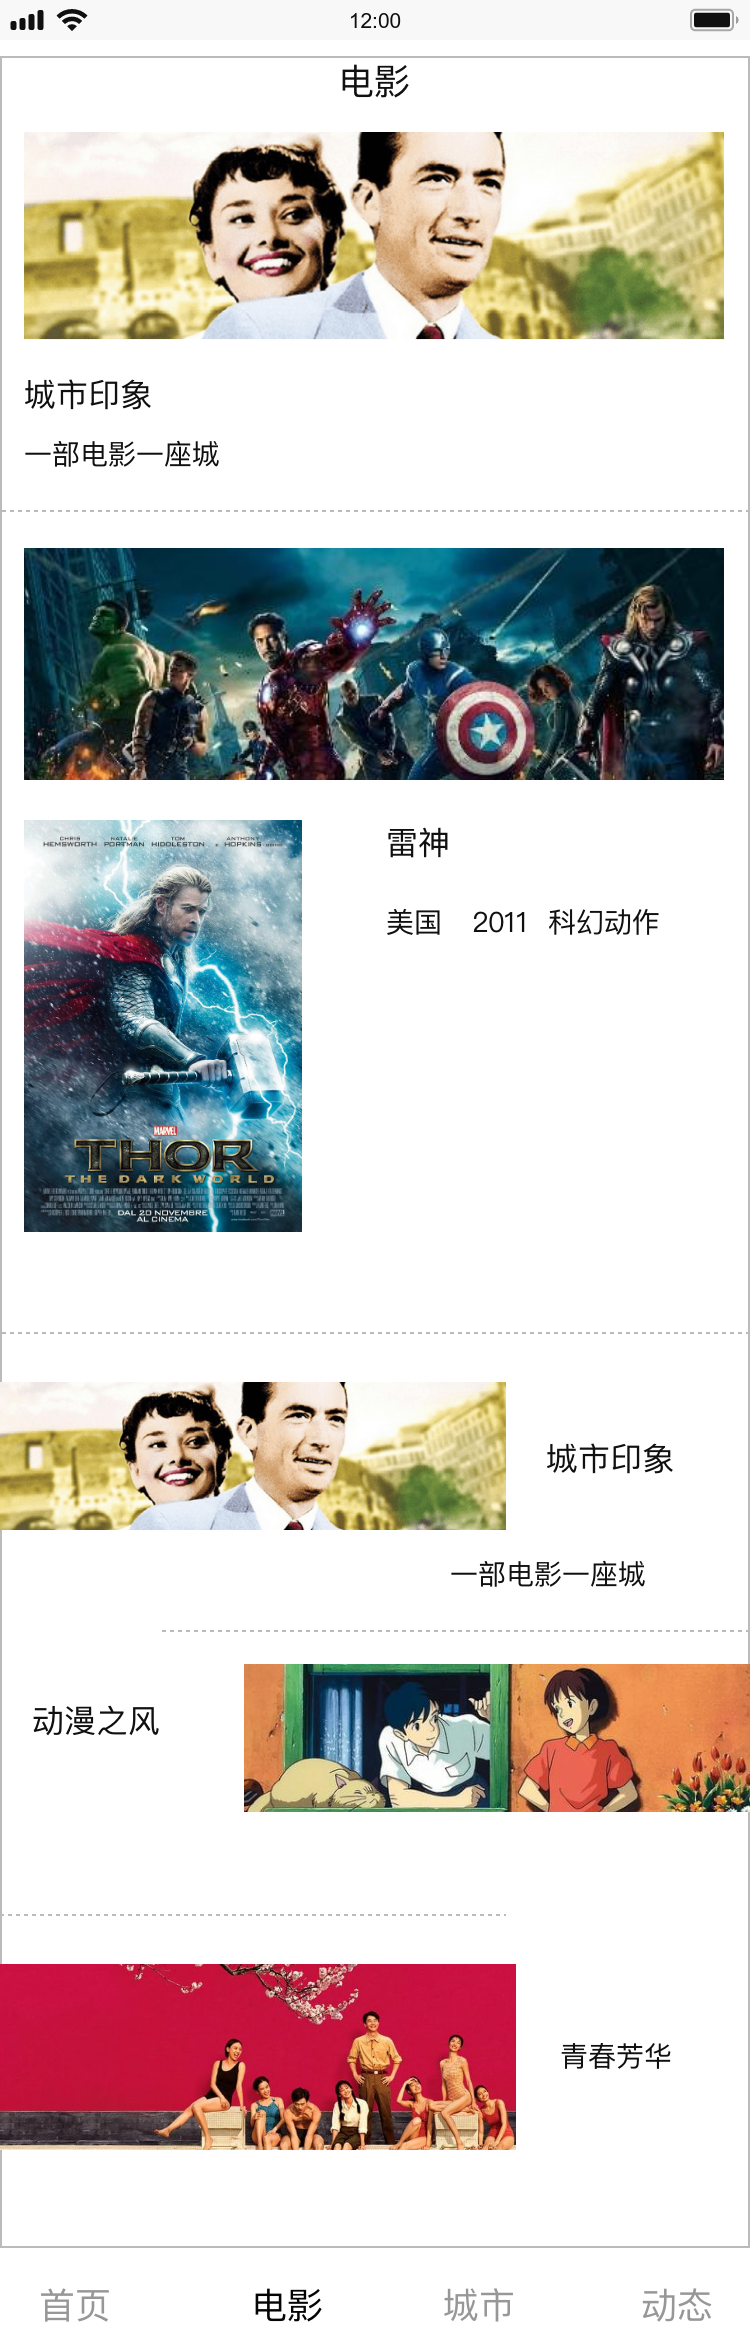 12:00
电影
城市印象
一部电影一座城
CHRIS HEMSWORTH NATALIE PORTMAN TOM HIDDLESTON ANTHONY HOPKINS
雷神
美国 2011 科幻动作
MARVEL
THOR
THE DARK WORLD
DAL 20 NOVEMBRE
AL CINEMA
城市印象
一部电影一座城
动漫之风
青春芳华
首页 电影 城市 动态